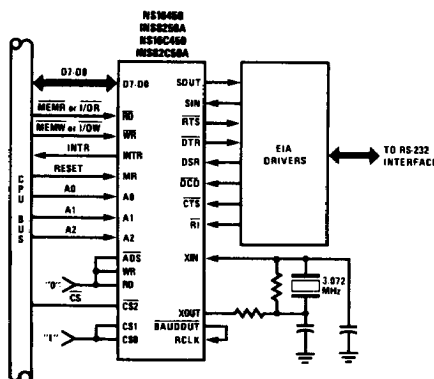 NS16450
INS8250A
NS16C450
INS82C50A
D7-D0
D7-D0
MEMR or I/OR
RD
MEMW or I/OW
WR
INTR
INTR
RESET
MR
A0
A0
A1
A1
A2
A2
ADS
WR
RD
"0"
CS
CS2
"1"
CS1
CS0
CPU BUS
SOUT
SIN
RTS
DTR
DSR
DCD
CTS
RI
XIN
XOUT
BAUDOUT
RCLK
EIA
DRIVERS
TO RS-232
INTERFACE
3.072
MHz